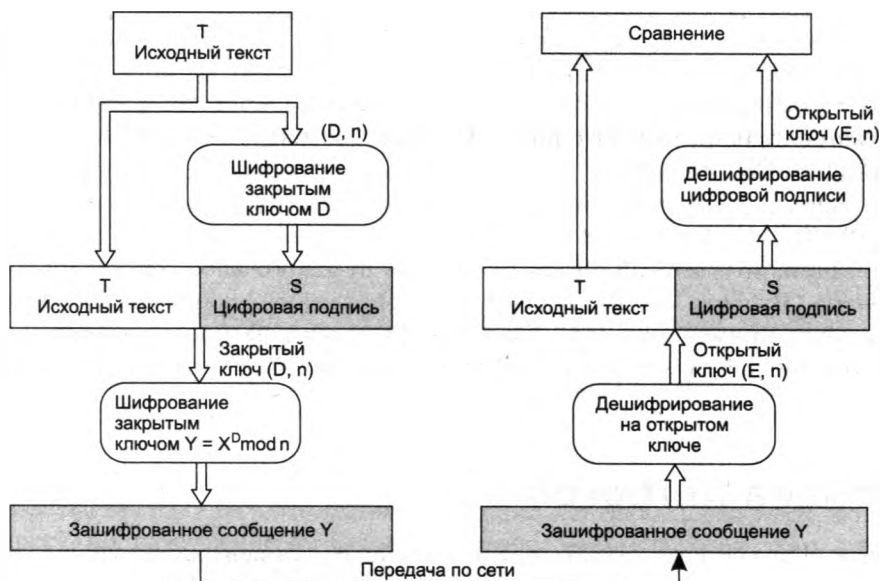 Т
Исходный текст
(D, n)
Шифрование
закрытым
ключом D
Т
Исходный текст
S
Цифровая подпись
Закрытый
ключ (D, n)
Шифрование
закрытым
ключом Y = X^D mod n
Зашифрованное сообщение Y
Передача по сети
Сравнение
Открытый
ключ (E, n)
Дешифрирование
цифровой подписи
Т
Исходный текст
S
Цифровая подпись
Открытый
ключ (E, n)
Дешифрирование
на открытом
ключе
Зашифрованное сообщение Y